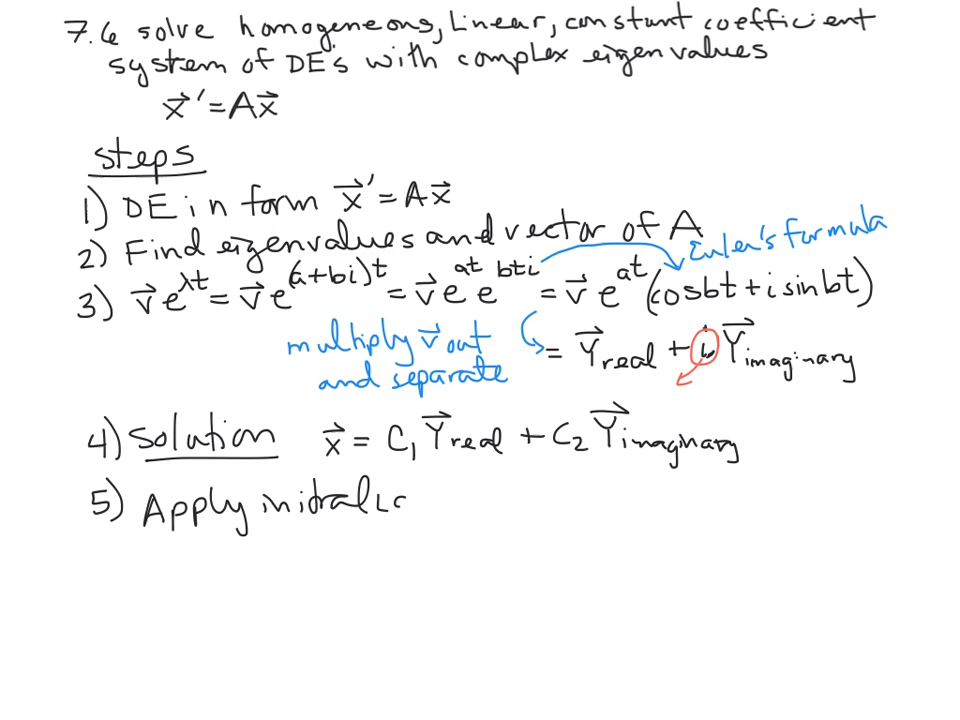 7.6 solve homogeneous, Linear, constant coefficient
system of DE's with complex eigenvalues
x⃗' = Ax⃗
steps
1) DE in form x⃗' = Ax⃗
2) Find eigenvalues and vector of A
Euler's formula
3) v⃗e^{λt} = v⃗e^{(a+bi)t} = v⃗e^{at}e^{bti} = v⃗e^{at}(cosbt + i sinbt)
multiply v⃗ out
and separate
= Y⃗real + i Y⃗imaginary
4) Solution x⃗ = C₁Y⃗real + C₂Y⃗imaginary
5) Apply initial c